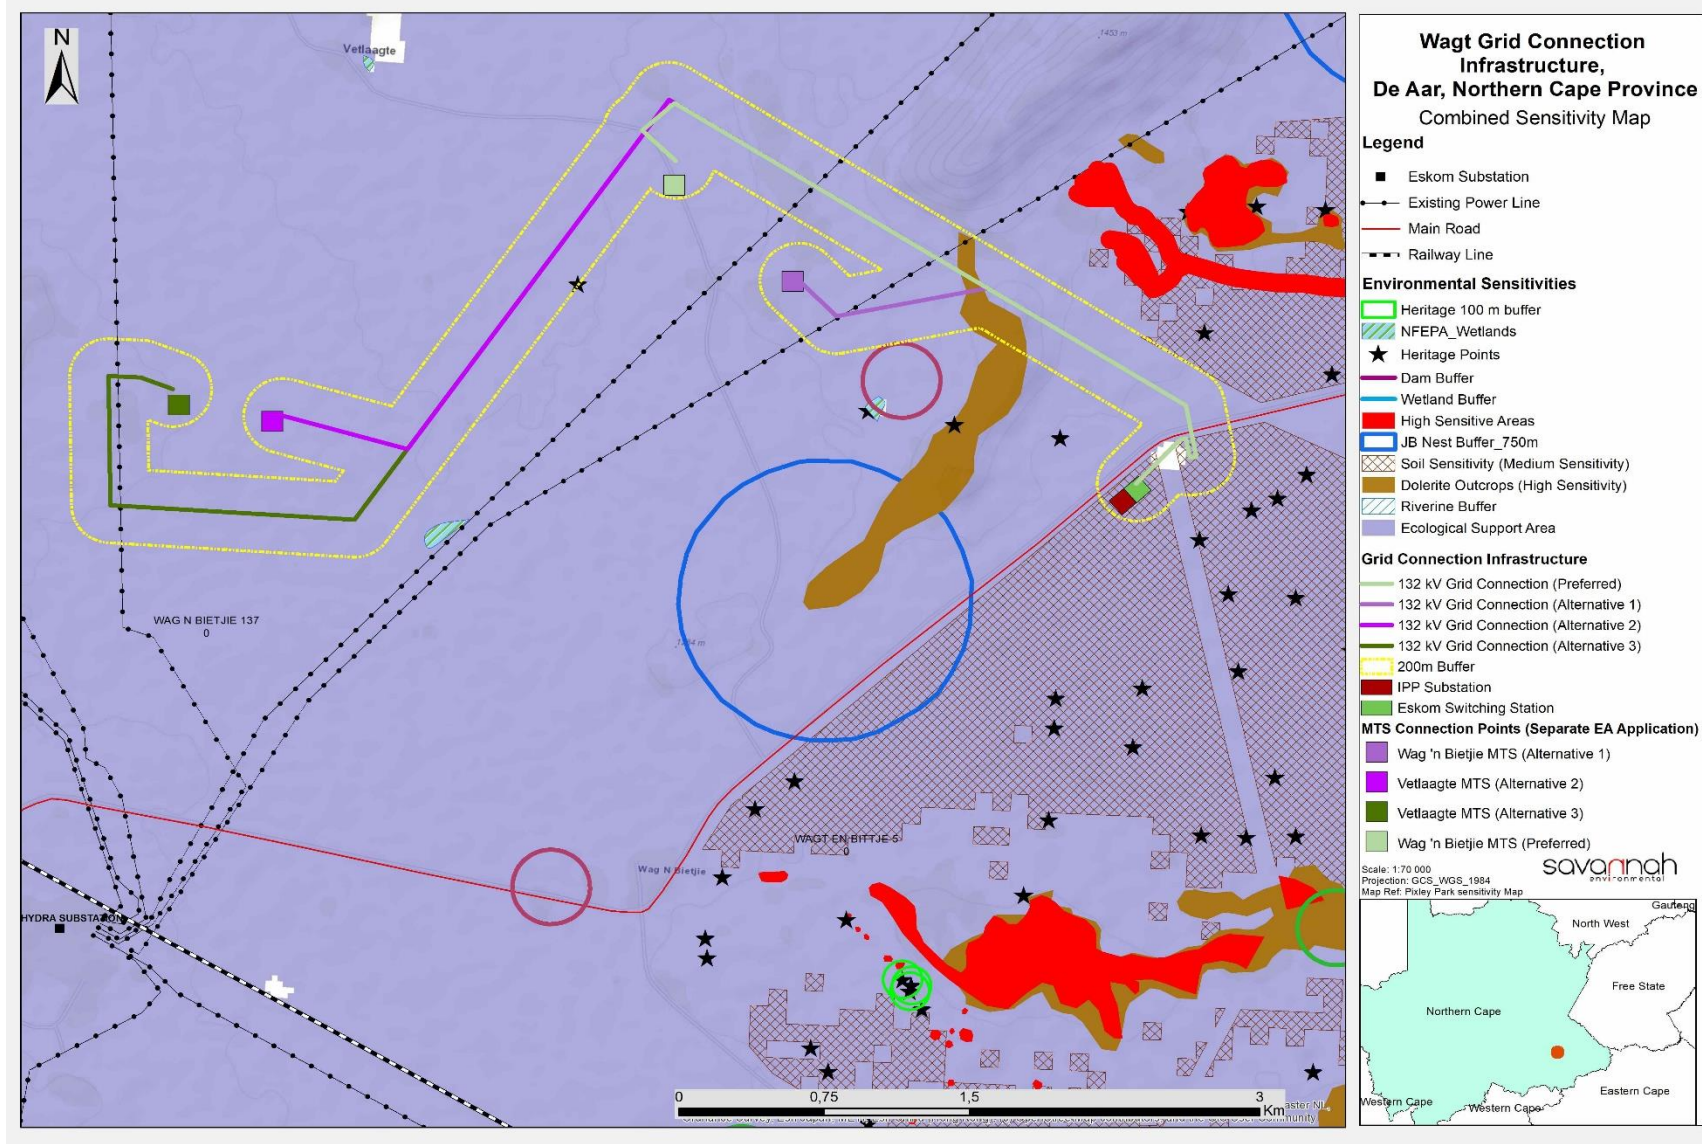 N
Vetlaagte
1453 m
WAG N BIETJIE 137
0
WAGT EN BITTJE 5
0
Wag N Bietjie
HYDRA SUBSTATION
0
0,75
1,5
3
Km
Wagt Grid Connection
Infrastructure,
De Aar, Northern Cape Province
Combined Sensitivity Map
Legend
Eskom Substation
Existing Power Line
Main Road
Railway Line
Environmental Sensitivities
Heritage 100 m buffer
NFEPA_Wetlands
Heritage Points
Dam Buffer
Wetland Buffer
High Sensitive Areas
JB Nest Buffer_750m
Soil Sensitivity (Medium Sensitivity)
Dolerite Outcrops (High Sensitivity)
Riverine Buffer
Ecological Support Area
Grid Connection Infrastructure
132 kV Grid Connection (Preferred)
132 kV Grid Connection (Alternative 1)
132 kV Grid Connection (Alternative 2)
132 kV Grid Connection (Alternative 3)
200m Buffer
IPP Substation
Eskom Switching Station
MTS Connection Points (Separate EA Application)
Wag 'n Bietjie MTS (Alternative 1)
Vetlaagte MTS (Alternative 2)
Vetlaagte MTS (Alternative 3)
Wag 'n Bietjie MTS (Preferred)
Scale: 1:70 000
Projection: GCS_WGS_1984
Map Ref: Pixley Park sensitivity Map
savannah
environmental
Gauteng
North West
Free State
Northern Cape
Eastern Cape
Western Cape
Western Cape